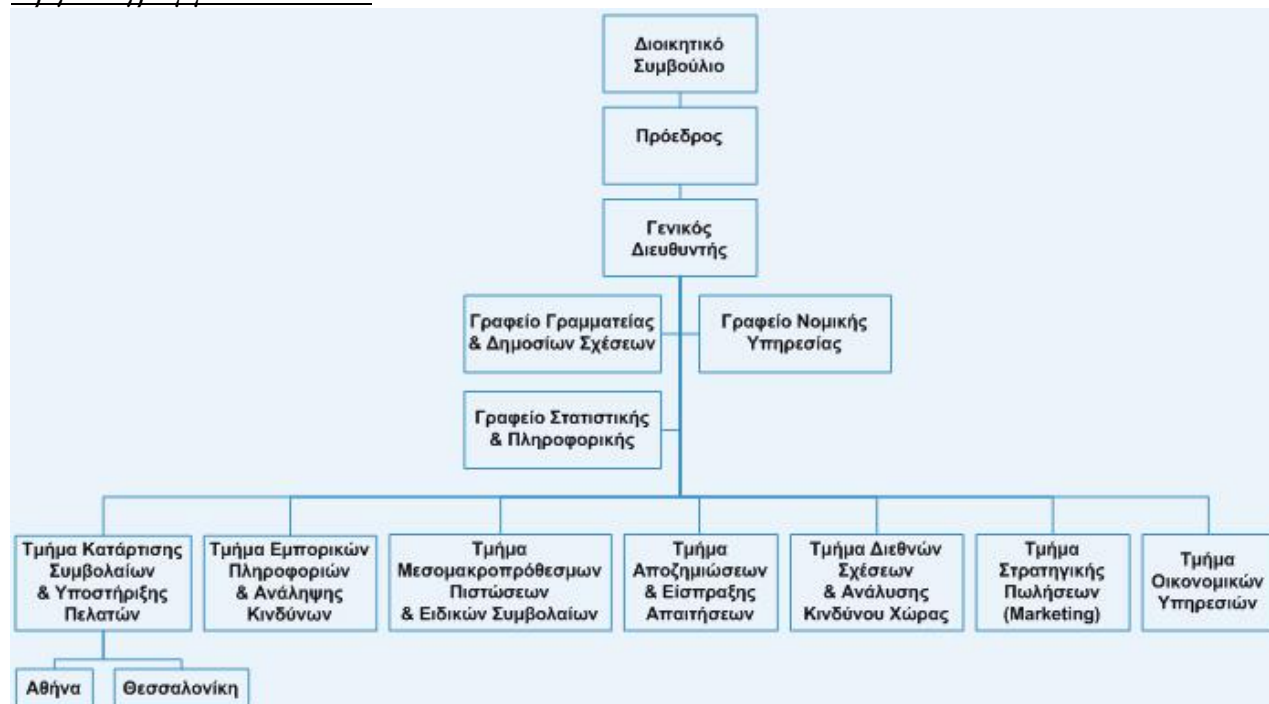 Διοικητικό
Συμβούλιο
Πρόεδρος
Γενικός
Διευθυντής
Γραφείο Γραμματείας
& Δημοσίων Σχέσεων
Γραφείο Νομικής
Υπηρεσίας
Γραφείο Στατιστικής
& Πληροφορικής
Τμήμα Κατάρτισης
Συμβολαίων
& Υποστήριξης
Πελατών
Τμήμα Εμπορικών
Πληροφοριών
& Ανάληψης
Κινδύνων
Τμήμα
Μεσομακροπρόθεσμων
Πιστώσεων
& Ειδικών Συμβολαίων
Τμήμα
Αποζημιώσεων
& Είσπραξης
Απαιτήσεων
Τμήμα Διεθνών
Σχέσεων
& Ανάλυσης
Κινδύνου Χώρας
Τμήμα
Στρατηγικής
Πωλήσεων
(Marketing)
Τμήμα
Οικονομικών
Υπηρεσιών
Αθήνα
Θεσσαλονίκη